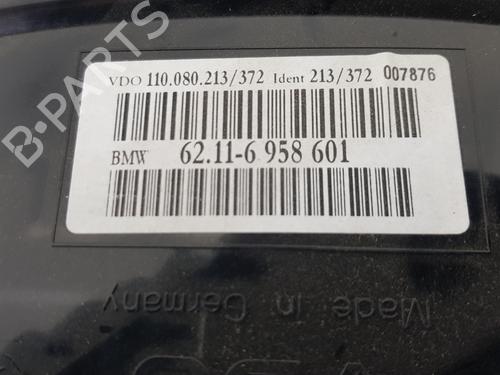 VDO 110.080.213/372 Ident 213/372 007876
BMW 62.11-6 958 601
Made in
Germany
B-PARTS